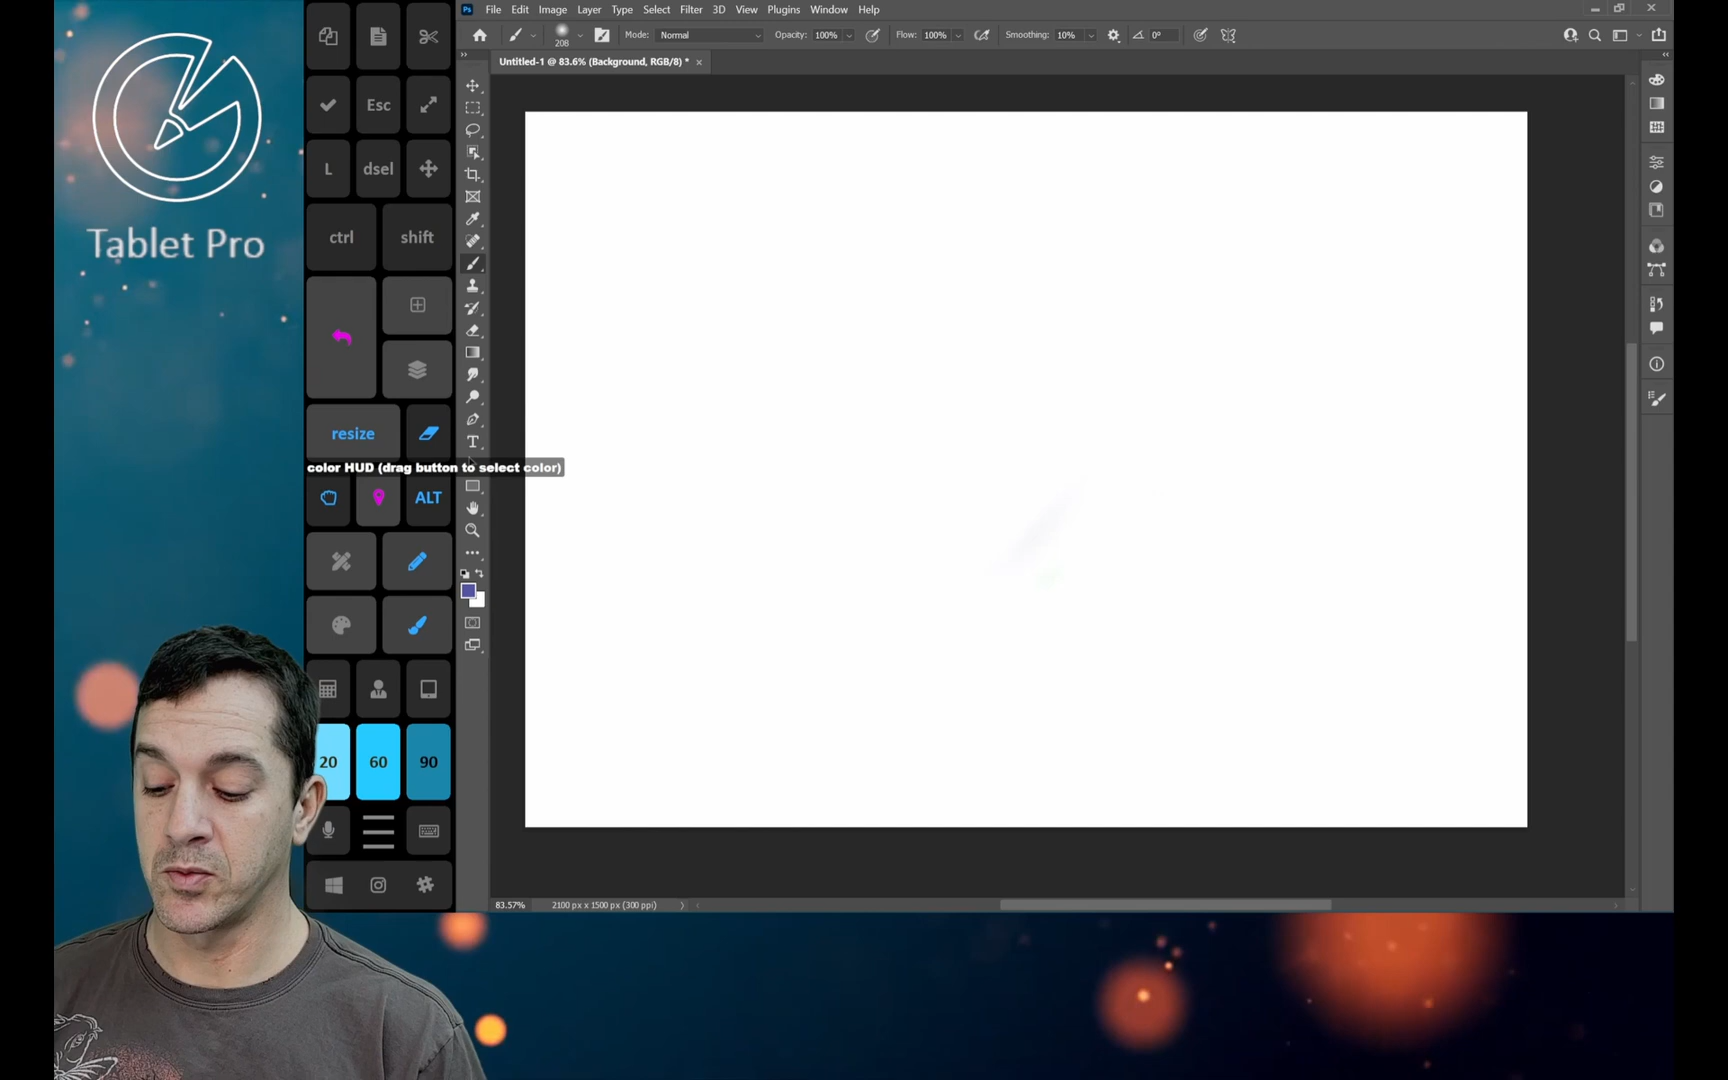 File Edit Image Layer Type Select Filter 3D View Plugins Window Help
208 Mode: Normal Opacity: 100% Flow: 100% Smoothing: 10% 0°
Untitled-1 @ 83.6% (Background, RGB/8) *
Tablet Pro
Esc
L dsel
ctrl shift
resize
color HUD (drag button to select color)
ALT
20 60 90
83.57% 2100 px x 1500 px (300 ppi)